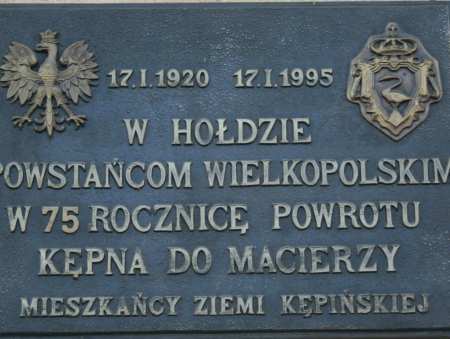 17.I.1920 17.I.1995
W HOŁDZIE
POWSTAŃCOM WIELKOPOLSKIM
W 75 ROCZNICĘ POWROTU
KĘPNA DO MACIERZY
MIESZKAŃCY ZIEMI KĘPIŃSKIEJ